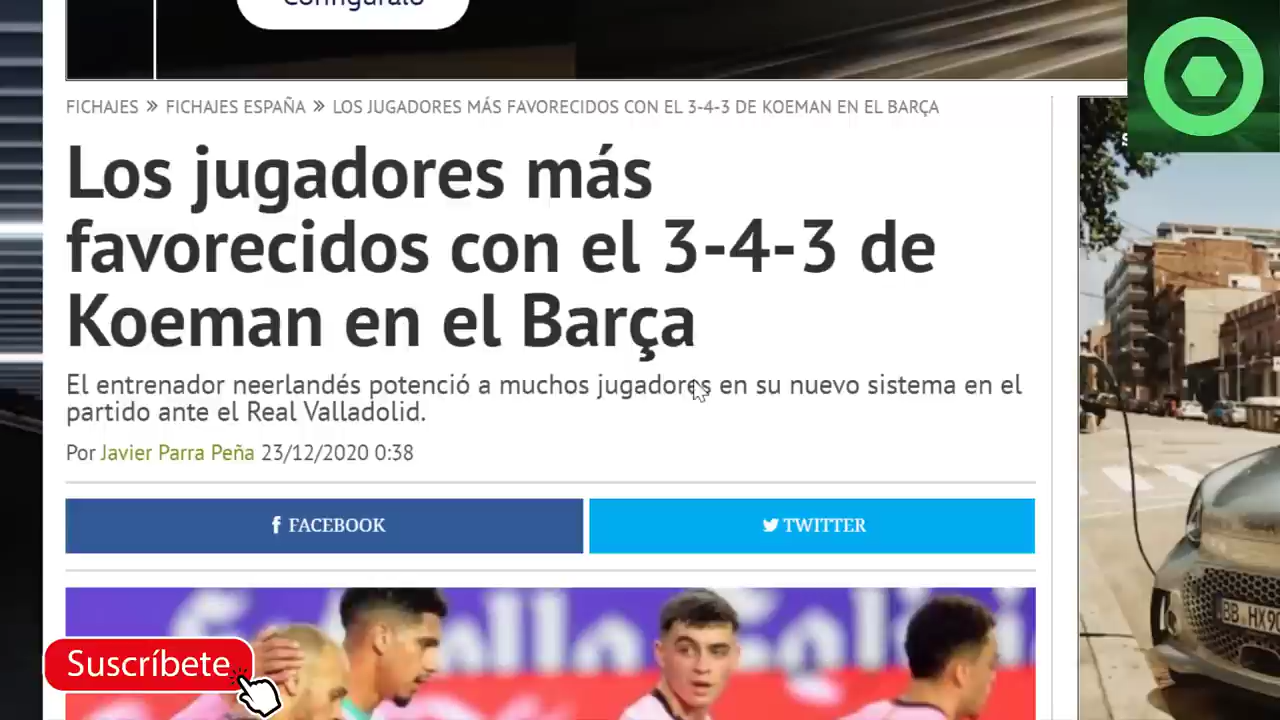 Configúralo
FICHAJES » FICHAJES ESPAÑA » LOS JUGADORES MÁS FAVORECIDOS CON EL 3-4-3 DE KOEMAN EN EL BARÇA
Los jugadores más
favorecidos con el 3-4-3 de
Koeman en el Barça
El entrenador neerlandés potenció a muchos jugadores en su nuevo sistema en el
partido ante el Real Valladolid.
Por Javier Parra Peña 23/12/2020 0:38
FACEBOOK
TWITTER
Suscríbete